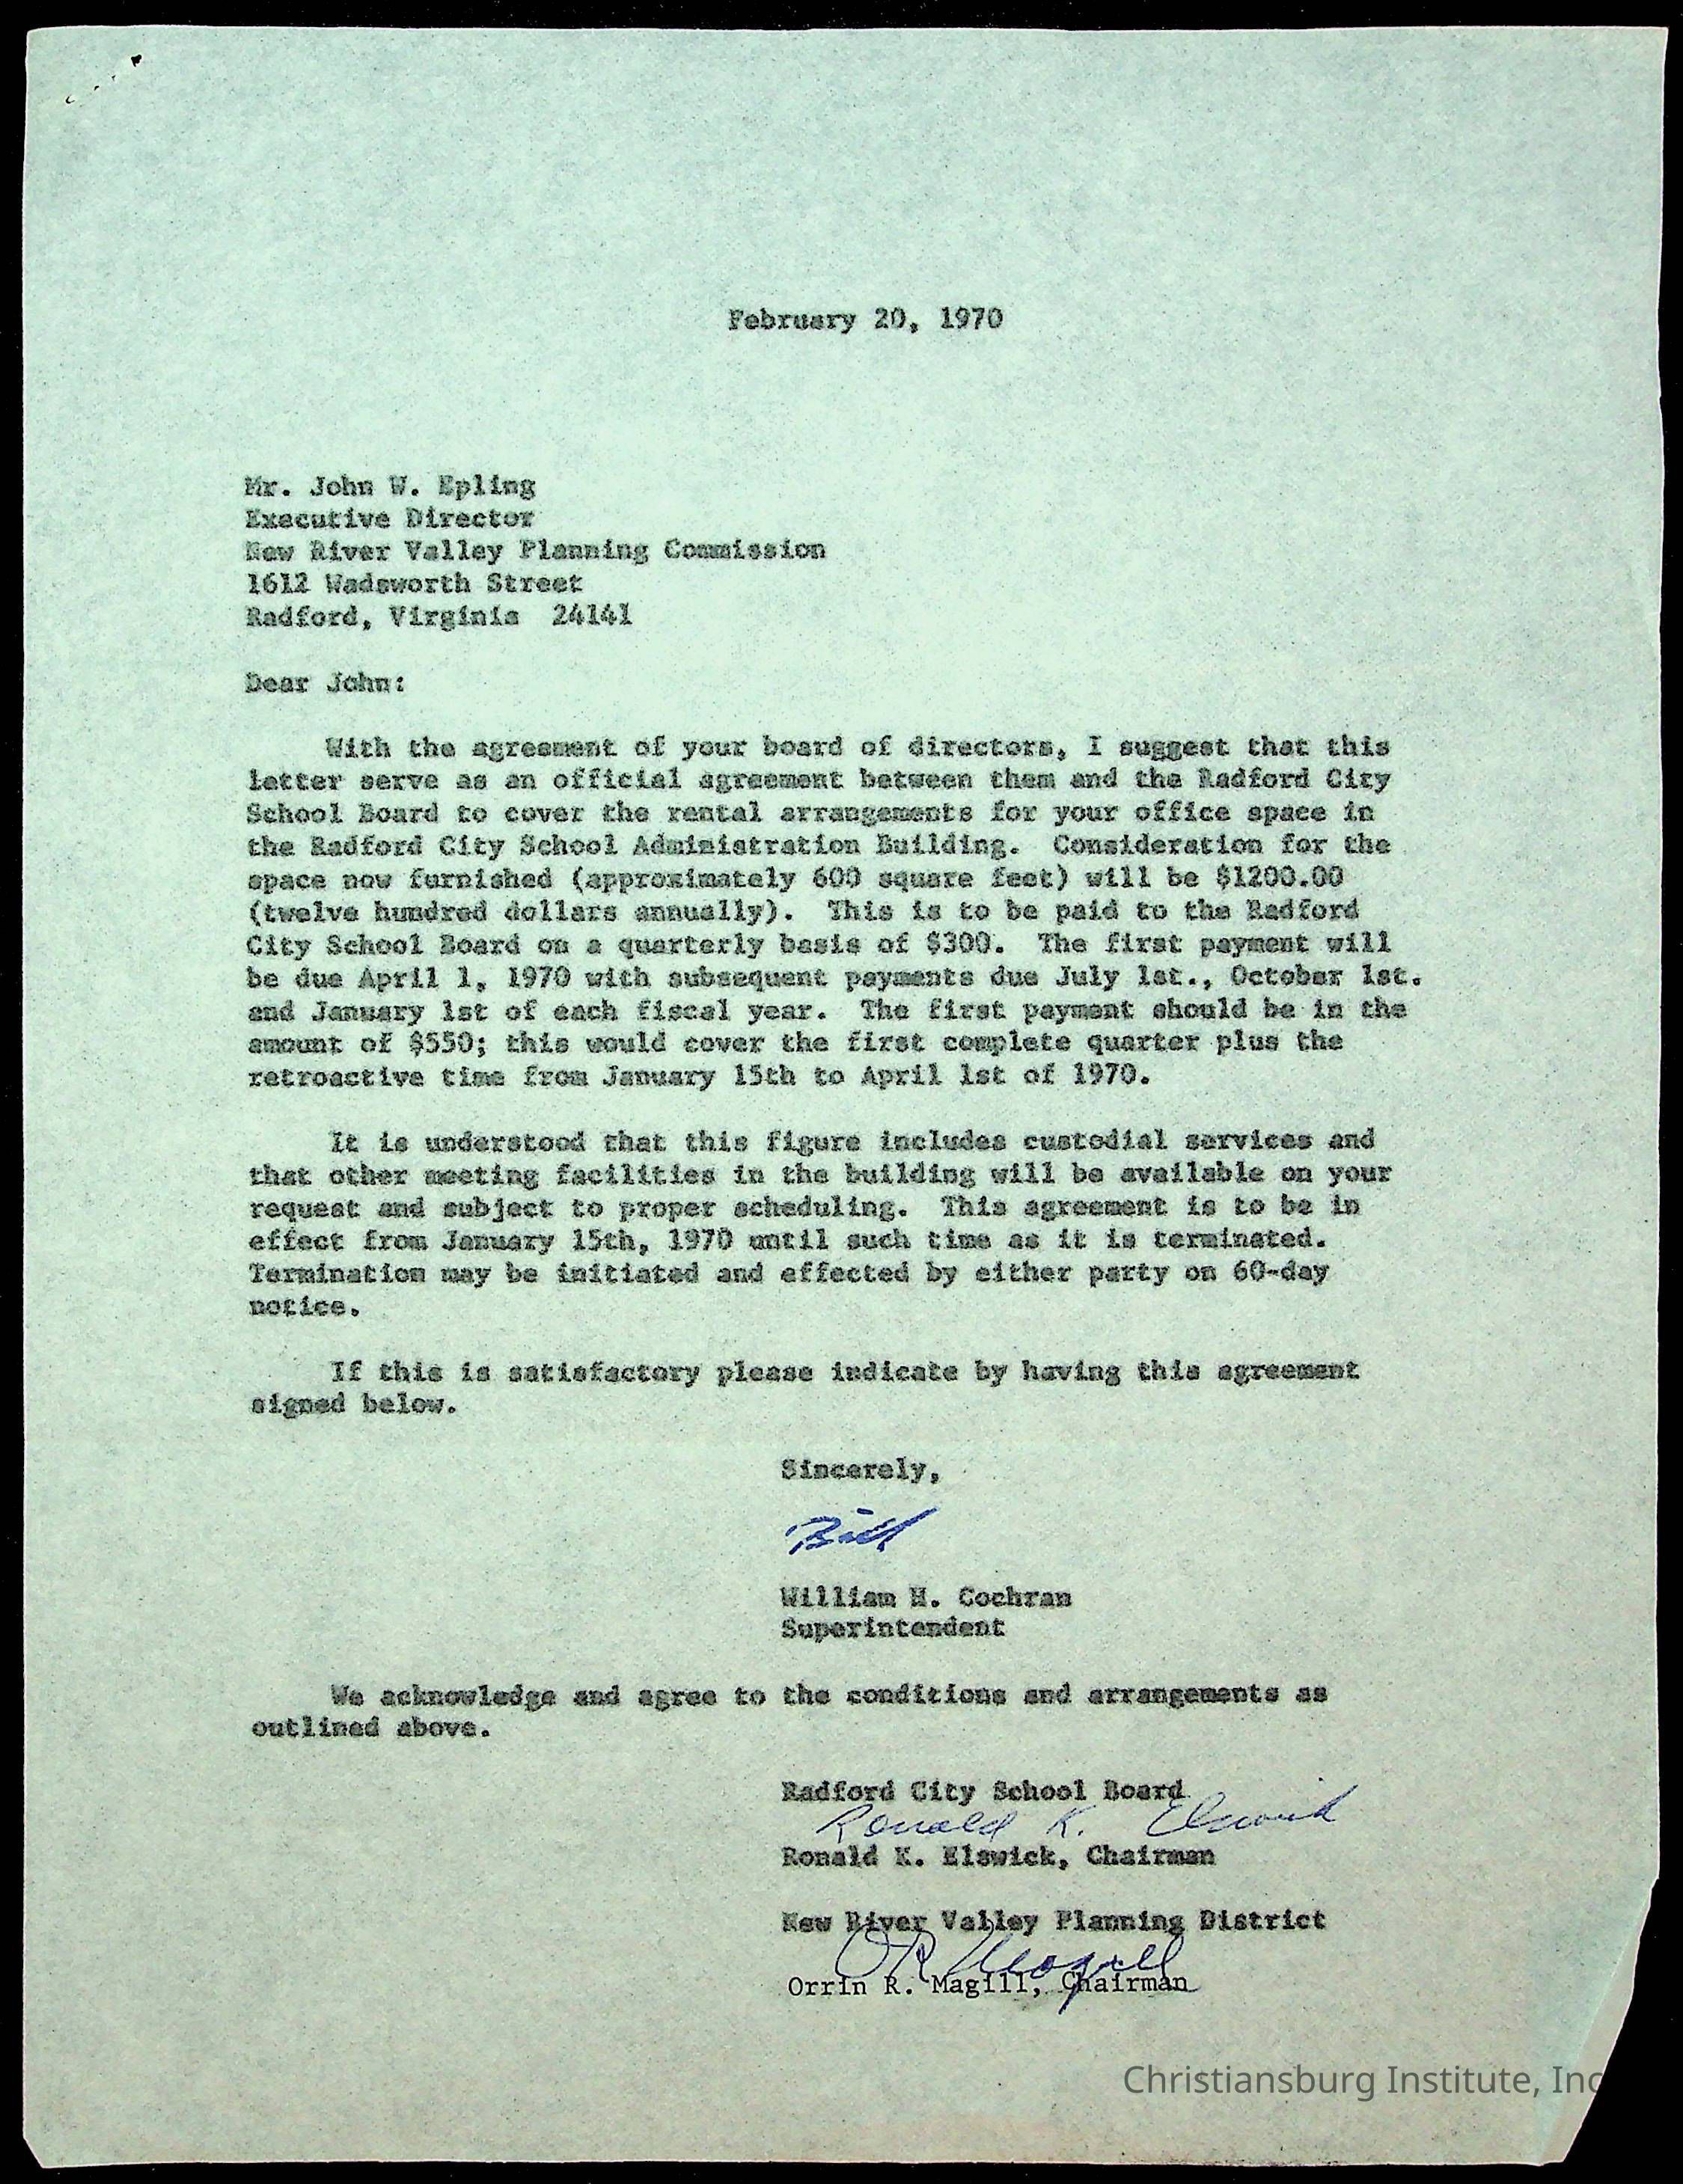 February 20, 1970
Mr. John W. Epling
Executive Director
New River Valley Planning Commission
1612 Wadsworth Street
Radford, Virginia 24141
Dear John:
With the agreement of your board of directors, I suggest that this
letter serve as an official agreement between them and the Radford City
School Board to cover the rental arrangements for your office space in
the Radford City School Administration Building. Consideration for the
space now furnished (approximately 600 square feet) will be $1200.00
(twelve hundred dollars annually). This is to be paid to the Radford
City School Board on a quarterly basis of $300. The first payment will
be due April 1, 1970 with subsequent payments due July 1st., October 1st.
and January 1st of each fiscal year. The first payment should be in the
amount of $550; this would cover the first complete quarter plus the
retroactive time from January 15th to April 1st of 1970.
It is understood that this figure includes custodial services and
that other meeting facilities in the building will be available on your
request and subject to proper scheduling. This agreement is to be in
effect from January 15th, 1970 until such time as it is terminated.
Termination may be initiated and effected by either party on 60-day
notice.
If this is satisfactory please indicate by having this agreement
signed below.
Sincerely,
Bill
William H. Cochran
Superintendent
We acknowledge and agree to the conditions and arrangements as
outlined above.
Radford City School Board
Ronald K. Elswick
Ronald K. Elswick, Chairman
New River Valley Planning District
OR Magill
Orrin R. Magill, Chairman
Christiansburg Institute, Inc